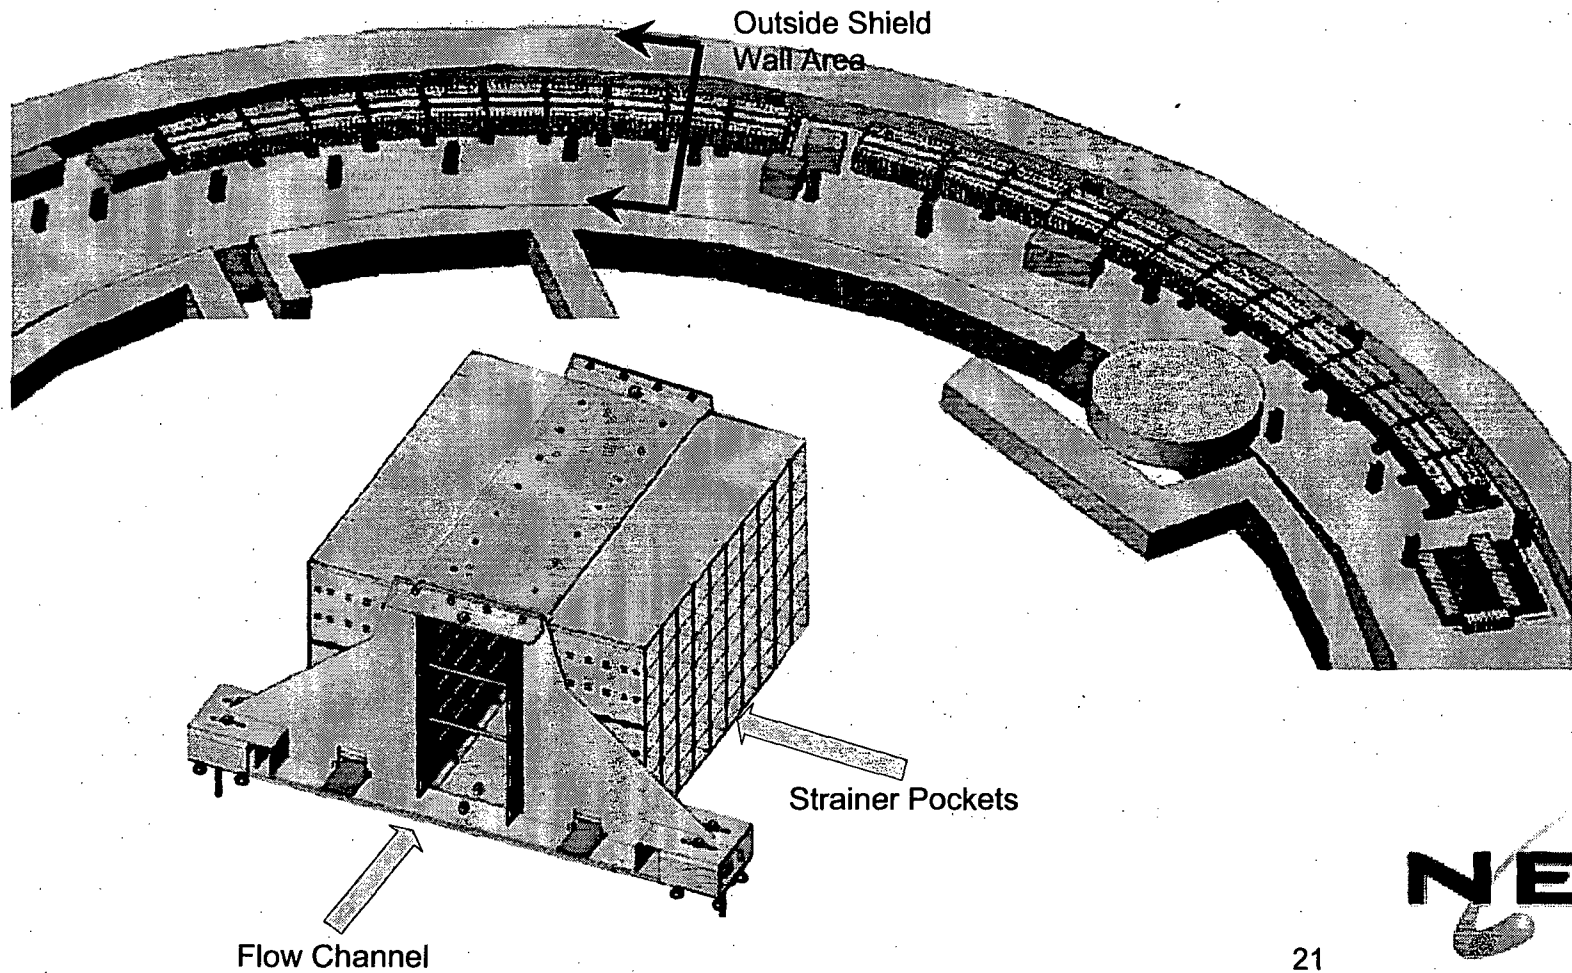 Outside Shield
Wall Area
Strainer Pockets
Flow Channel
21
NE